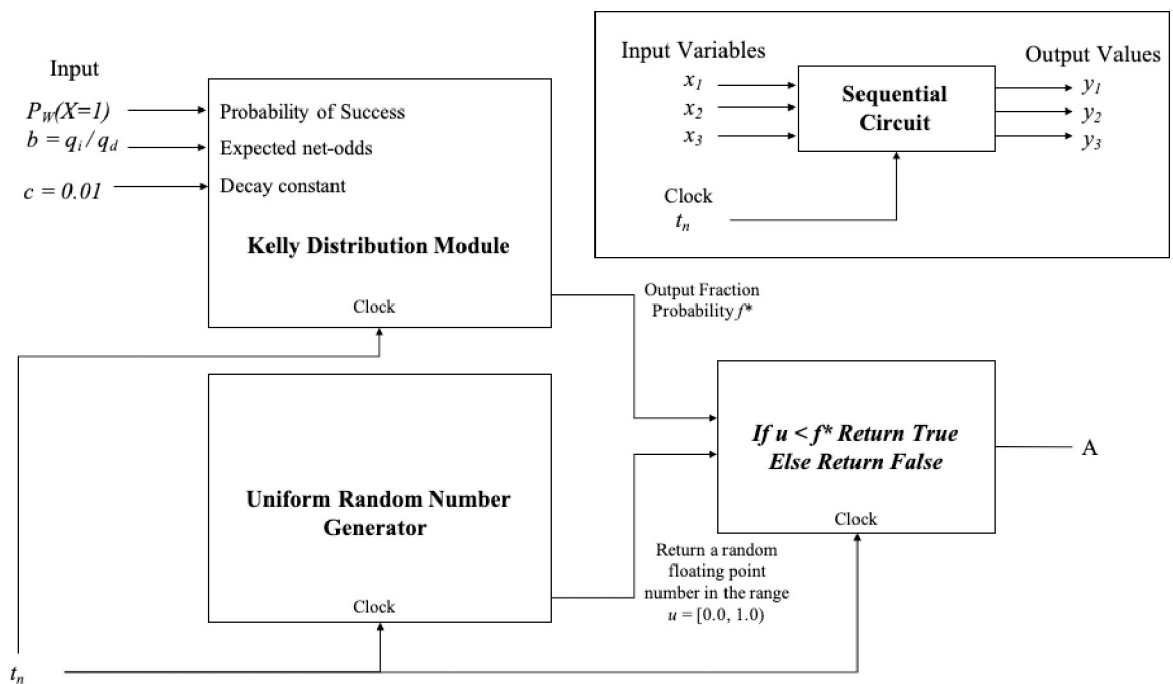 Input
P_W(X=1)
b = q_i / q_d
c = 0.01
Probability of Success
Expected net-odds
Decay constant
Kelly Distribution Module
Clock
Input Variables
x_1
x_2
x_3
Sequential
Circuit
Output Values
y_1
y_2
y_3
Clock
t_n
Output Fraction
Probability f*
Uniform Random Number
Generator
Clock
If u < f* Return True
Else Return False
Clock
A
Return a random
floating point
number in the range
u = [0.0, 1.0)
t_n